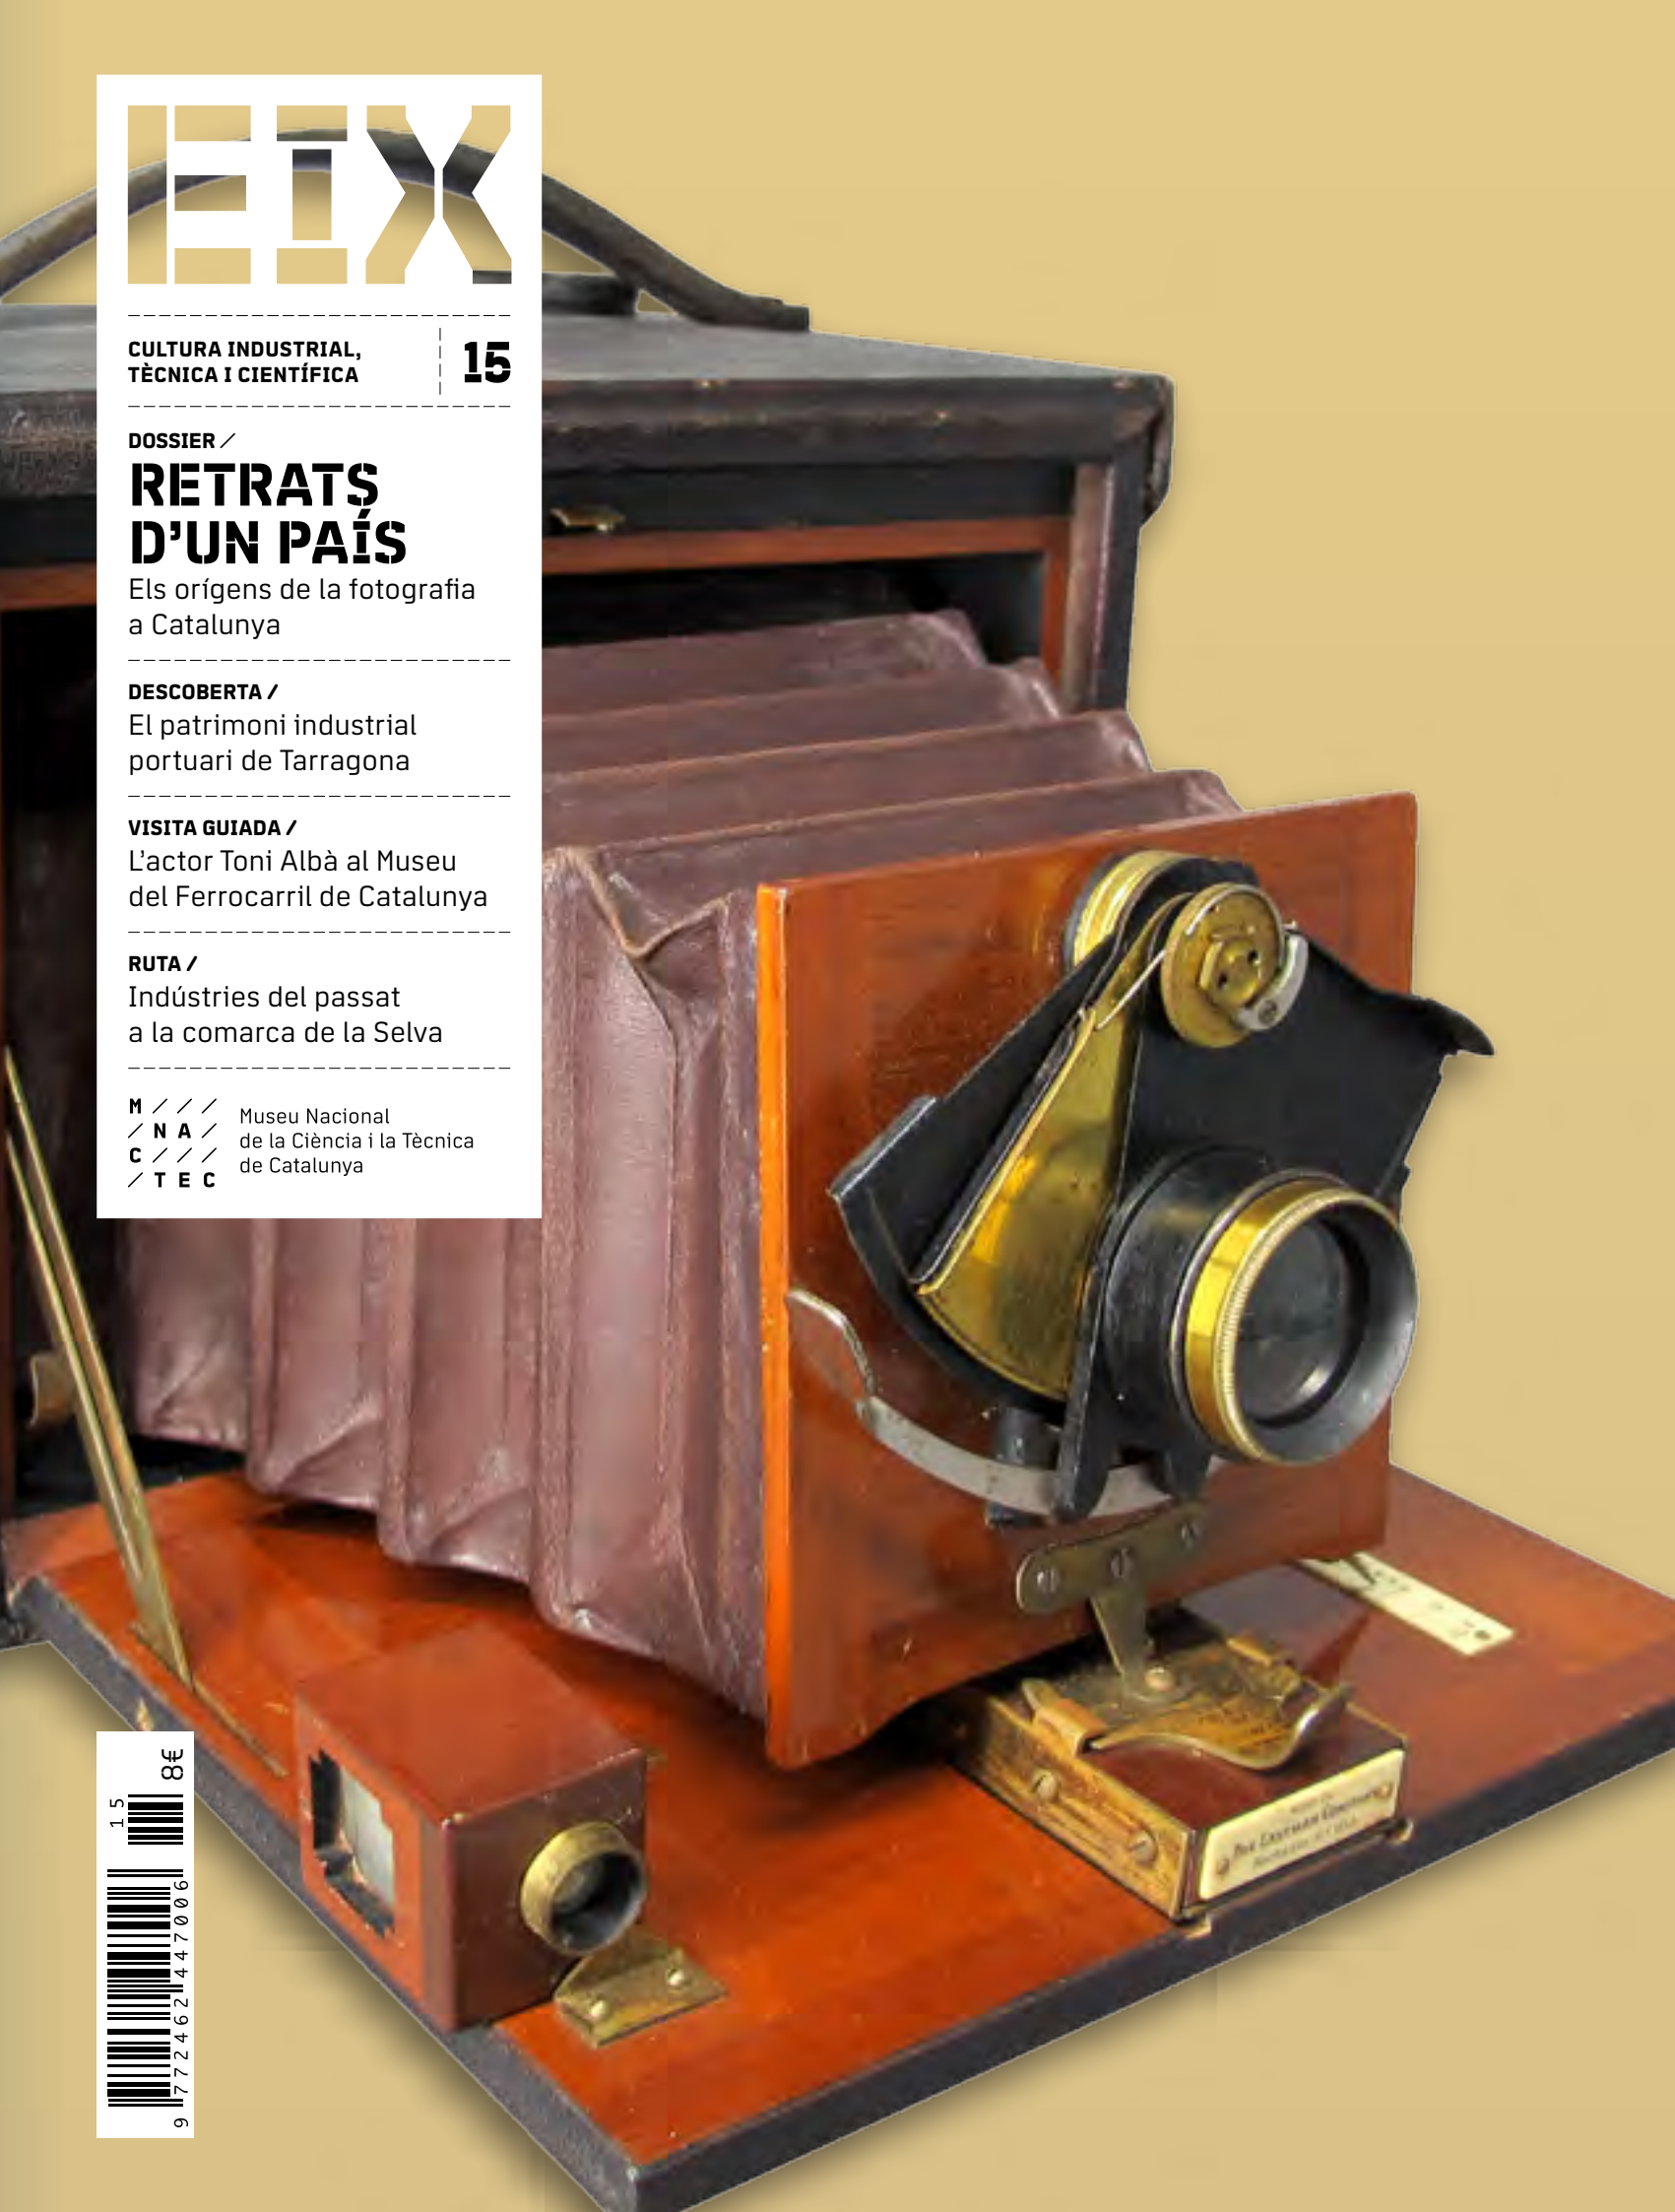 EIX
CULTURA INDUSTRIAL,
TÈCNICA I CIENTÍFICA
15
DOSSIER /
RETRATS
D'UN PAÍS
Els orígens de la fotografia
a Catalunya
DESCOBERTA /
El patrimoni industrial
portuari de Tarragona
VISITA GUIADA /
L'actor Toni Albà al Museu
del Ferrocarril de Catalunya
RUTA /
Indústries del passat
a la comarca de la Selva
M / / /
/ N A /
C / / /
/ T E C
Museu Nacional
de la Ciència i la Tècnica
de Catalunya
8€
15
9 772462 447006
THE EASTMAN COMPANY